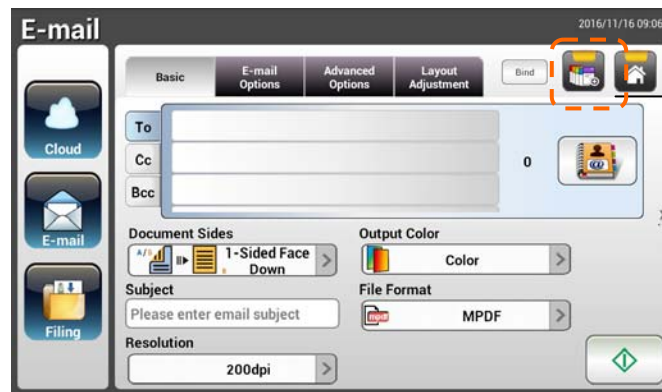 E-mail
2016/11/16 09:06
Basic
E-mail
Options
Advanced
Options
Layout
Adjustment
Bind
To
Cc
Bcc
0
Cloud
E-mail
Filing
Document Sides
A/B
1-Sided Face
Down
Output Color
Color
Subject
Please enter email subject
File Format
mpdf
MPDF
Resolution
200dpi